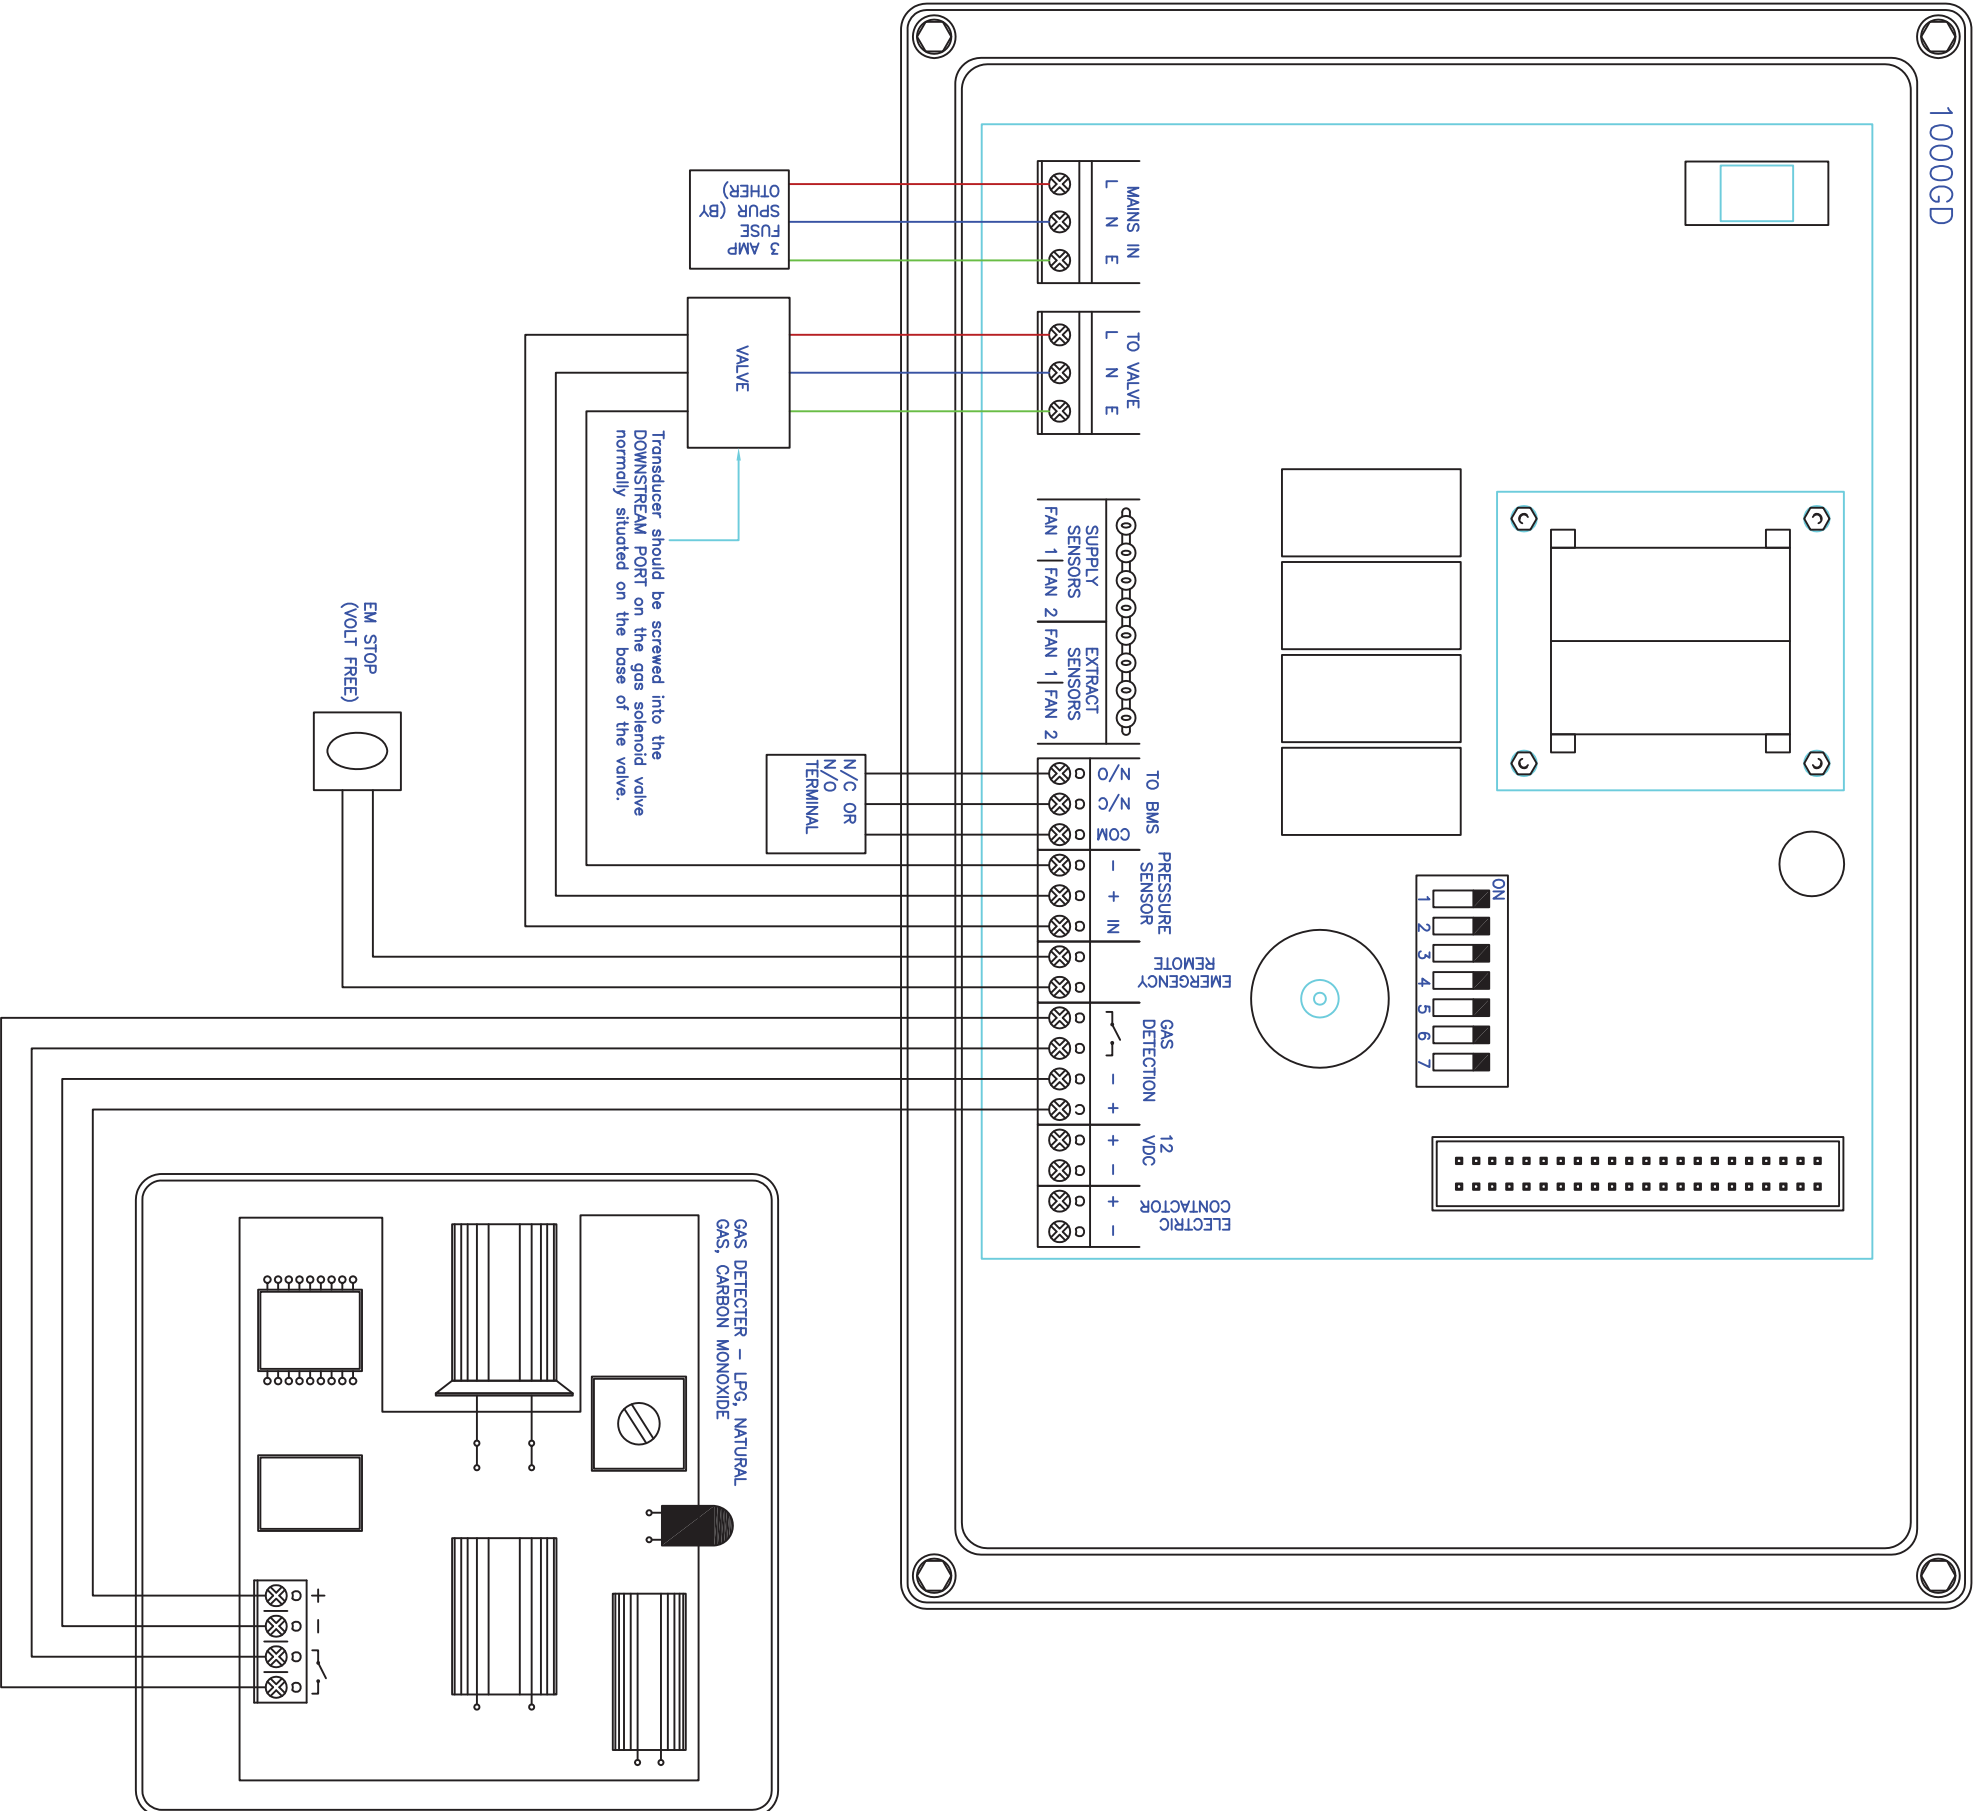 1000GD
MAINS IN
L N E
3 AMP
FUSE
SPUR (BY
OTHER)
TO VALVE
L N E
VALVE
Transducer should be screwed into the
DOWNSTREAM PORT on the gas solenoid valve
normally situated on the base of the valve.
SUPPLY
SENSORS
FAN 1 FAN 2
EXTRACT
SENSORS
FAN 1 FAN 2
TO BMS
N/O
N/C
COM
N/C OR
N/O
TERMINAL
PRESSURE
SENSOR
- + IN
EM STOP
(VOLT FREE)
EMERGENCY
REMOTE
GAS
DETECTION
- +
12
VDC
+ -
ELECTRIC
CONTACTOR
+ -
ON
1 2 3 4 5 6 7
GAS DETECTER - LPG, NATURAL
GAS, CARBON MONOXIDE
+ -